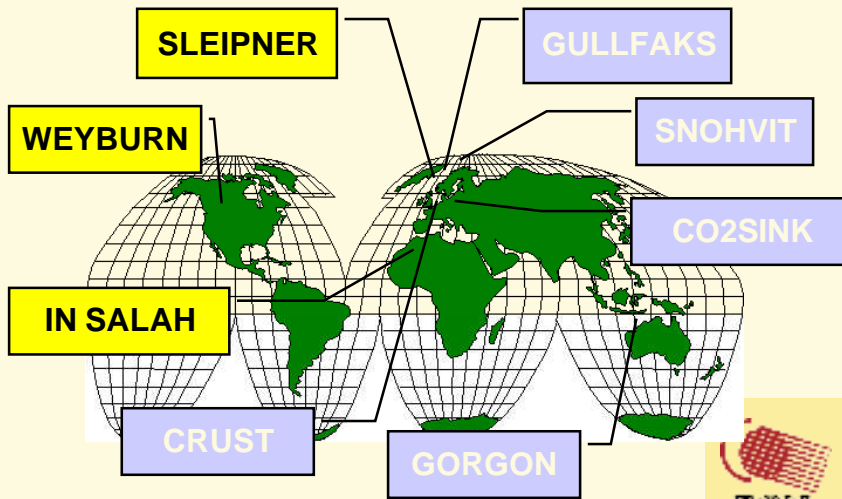 SLEIPNER
GULLFAKS
WEYBURN
SNOHVIT
CO2SINK
IN SALAH
CRUST
GORGON